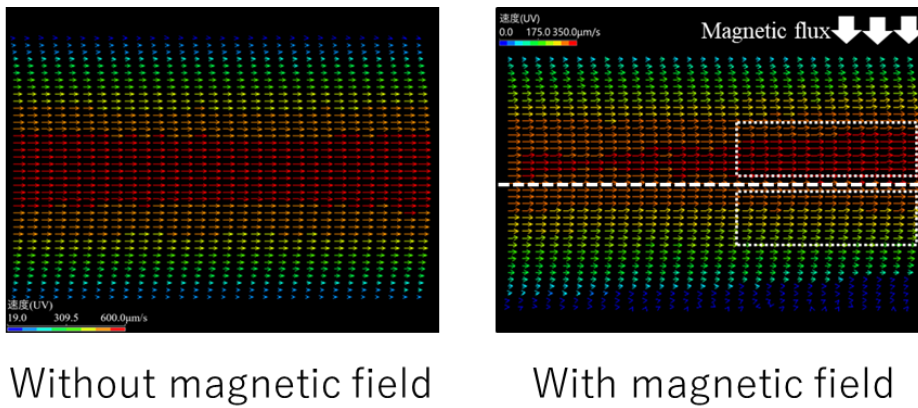 速度(UV)
19.0 309.5 600.0μm/s
Without magnetic field
速度(UV)
0.0 175.0 350.0μm/s
Magnetic flux
With magnetic field